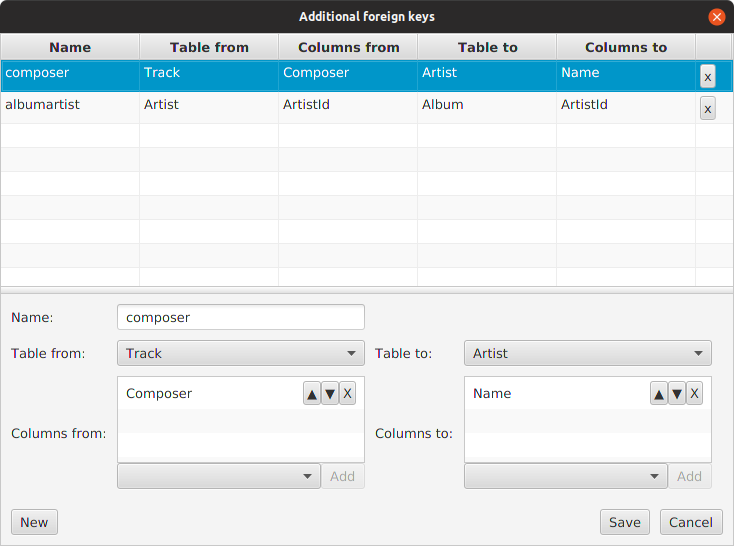 Additional foreign keys
Name Table from Columns from Table to Columns to
composer Track Composer Artist Name x
albumartist Artist ArtistId Album ArtistId x
Name: composer
Table from: Track Table to: Artist
Composer ▲ ▼ X Name ▲ ▼ X
Columns from: Columns to:
Add Add
New Save Cancel